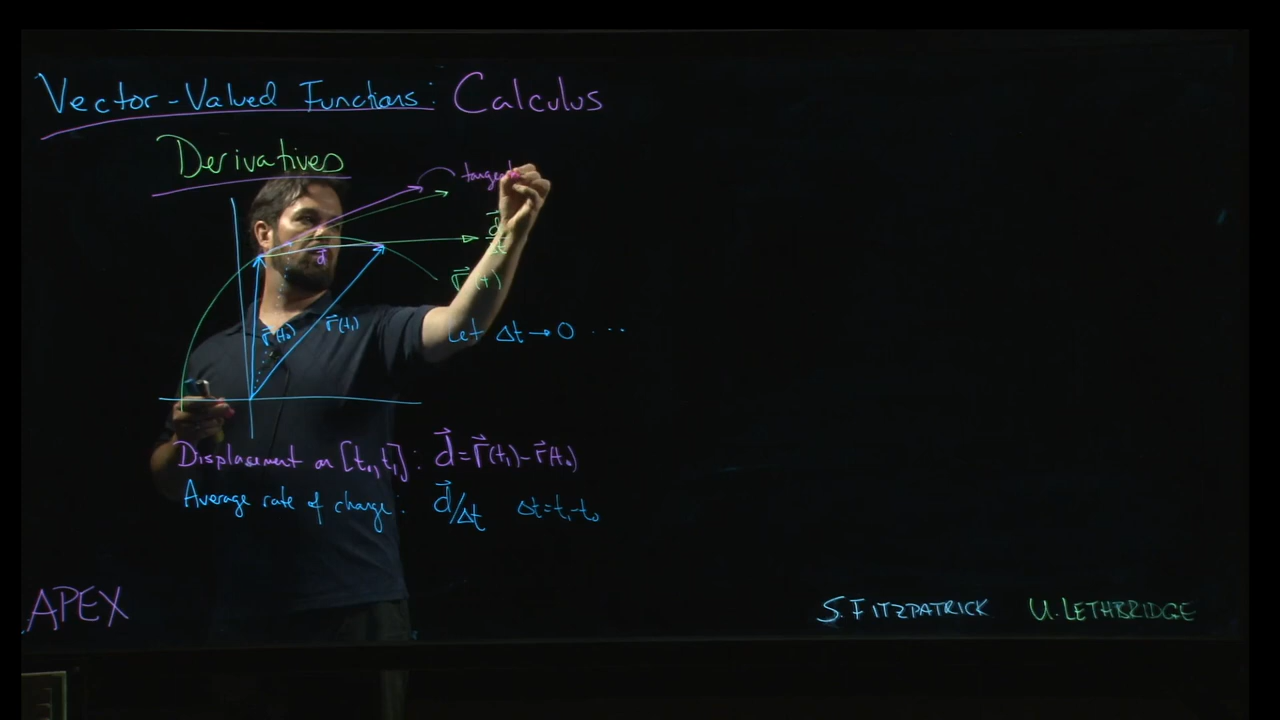 Vector-Valued Functions: Calculus
Derivatives
tangent
d⃗/Δt
d⃗
r⃗(t)
r⃗(t₀)
r⃗(t₁)
Let Δt → 0 ...
Displacement on [t₀,t₁]: d⃗=r⃗(t₁)-r⃗(t₀)
Average rate of change: d⃗/Δt Δt=t₁-t₀
APEX
S. FITZPATRICK U. LETHBRIDGE